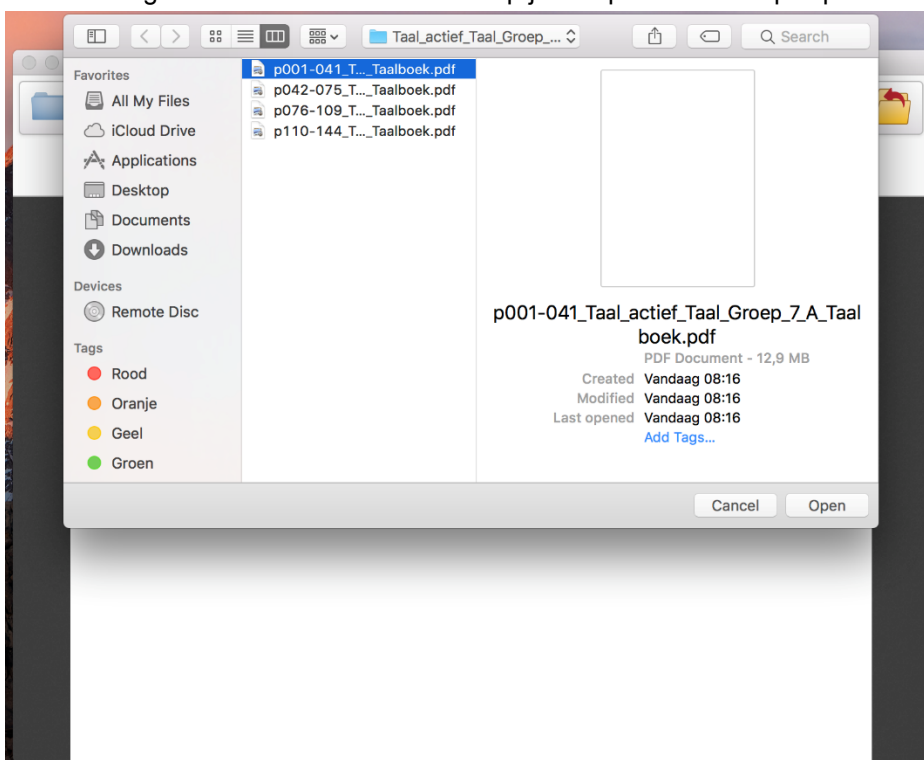 Taal_actief_Taal_Groep_...
Search
Favorites
All My Files
iCloud Drive
Applications
Desktop
Documents
Downloads
Devices
Remote Disc
Tags
Rood
Oranje
Geel
Groen
p001-041_T..._Taalboek.pdf
p042-075_T..._Taalboek.pdf
p076-109_T..._Taalboek.pdf
p110-144_T..._Taalboek.pdf
p001-041_Taal_actief_Taal_Groep_7_A_Taal
boek.pdf
PDF Document - 12,9 MB
Created Vandaag 08:16
Modified Vandaag 08:16
Last opened Vandaag 08:16
Add Tags...
Cancel Open